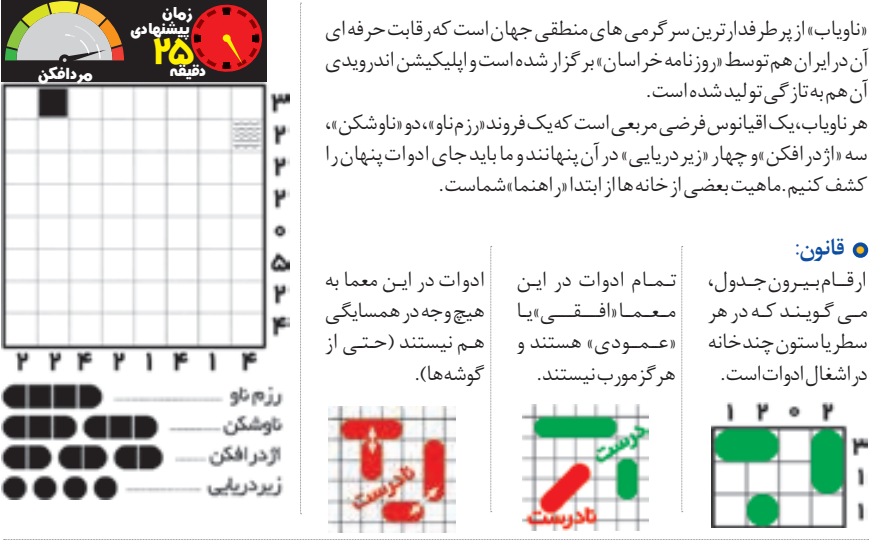 «ناویاب» از پرطرفدارترین سرگرمی های منطقی جهان است که رقابت حرفه ای
آن در ایران هم توسط «روزنامه خراسان» برگزار شده است و اپلیکیشن اندرویدی
آن هم به تازگی تولید شده است.
هر ناویاب، یک اقیانوس فرضی مربعی است که یک فروند «رزم ناو»، دو «ناوشکن»،
سه «اژدر افکن» و چهار «زیر دریایی» در آن پنهانند و ما باید جای ادوات پنهان را
کشف کنیم. ماهیت بعضی از خانه ها از ابتدا «راهنما» شماست.
قانون:
ارقام بیرون جدول،
می گویند که در هر
سطر یا ستون چند خانه
در اشغال ادوات است.
۱ ۲ ۰ ۲
۳
۱
۱
تمام ادوات در این
معما «افقی» یا
«عمودی» هستند و
هرگز مورب نیستند.
درست
نادرست
ادوات در این معما به
هیچ وجه در همسایگی
هم نیستند (حتی از
گوشه ها).
نادرست
زمان
پیشنهادی
۲۵
دقیقه
مردافکن
۳
۲
۲
۲
۰
۵
۲
۴
۲ ۲ ۴ ۲ ۱ ۴ ۱ ۴
رزم ناو
ناوشکن
اژدر افکن
زیردریایی